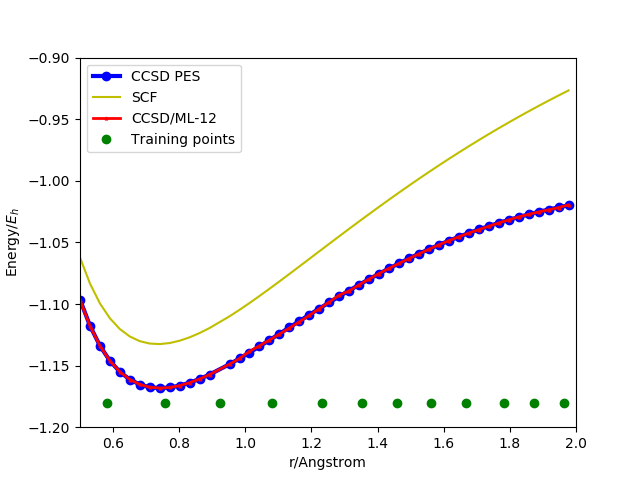 −0.90
−0.95
−1.00
−1.05
−1.10
−1.15
−1.20
Energy/E_h
CCSD PES
SCF
CCSD/ML-12
Training points
0.6 0.8 1.0 1.2 1.4 1.6 1.8 2.0
r/Angstrom